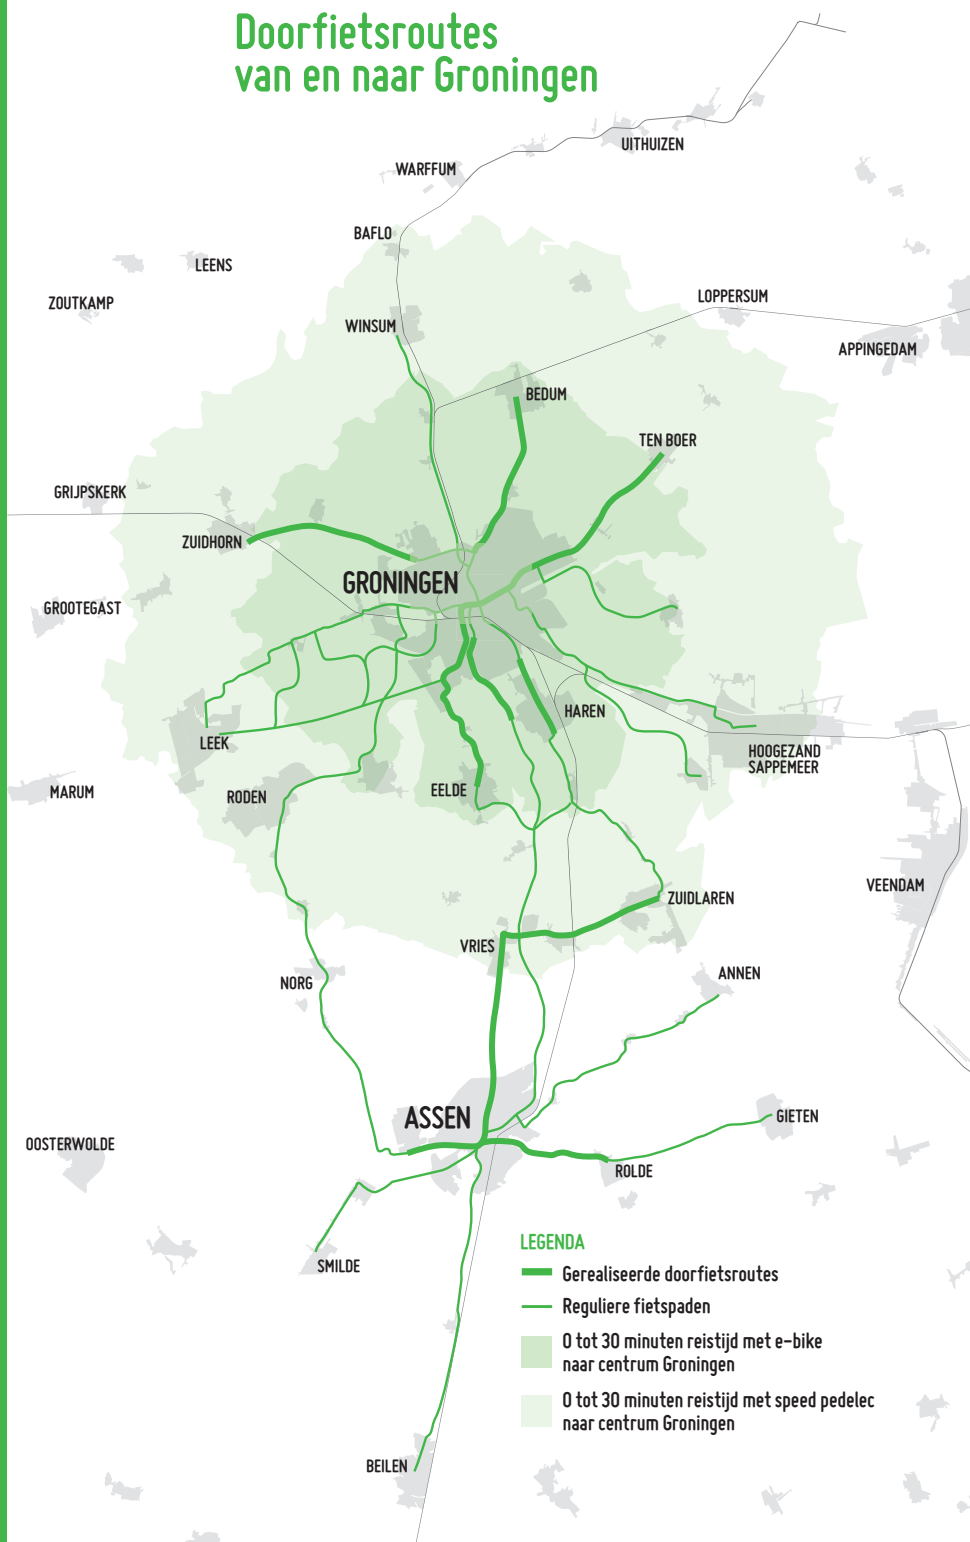 Doorfietsroutes
van en naar Groningen
UITHUIZEN
WARFFUM
BAFLO
LEENS
ZOUTKAMP
LOPPERSUM
WINSUM
APPINGEDAM
BEDUM
TEN BOER
GRIJPSKERK
ZUIDHORN
GRONINGEN
GROOTEGAST
HAREN
LEEK
HOOGEZAND
SAPPEMEER
MARUM
RODEN
EELDE
VEENDAM
ZUIDLAREN
VRIES
NORG
ANNEN
ASSEN
GIETEN
OOSTERWOLDE
ROLDE
SMILDE
LEGENDA
Gerealiseerde doorfietsroutes
Reguliere fietspaden
0 tot 30 minuten reistijd met e-bike
naar centrum Groningen
0 tot 30 minuten reistijd met speed pedelec
naar centrum Groningen
BEILEN